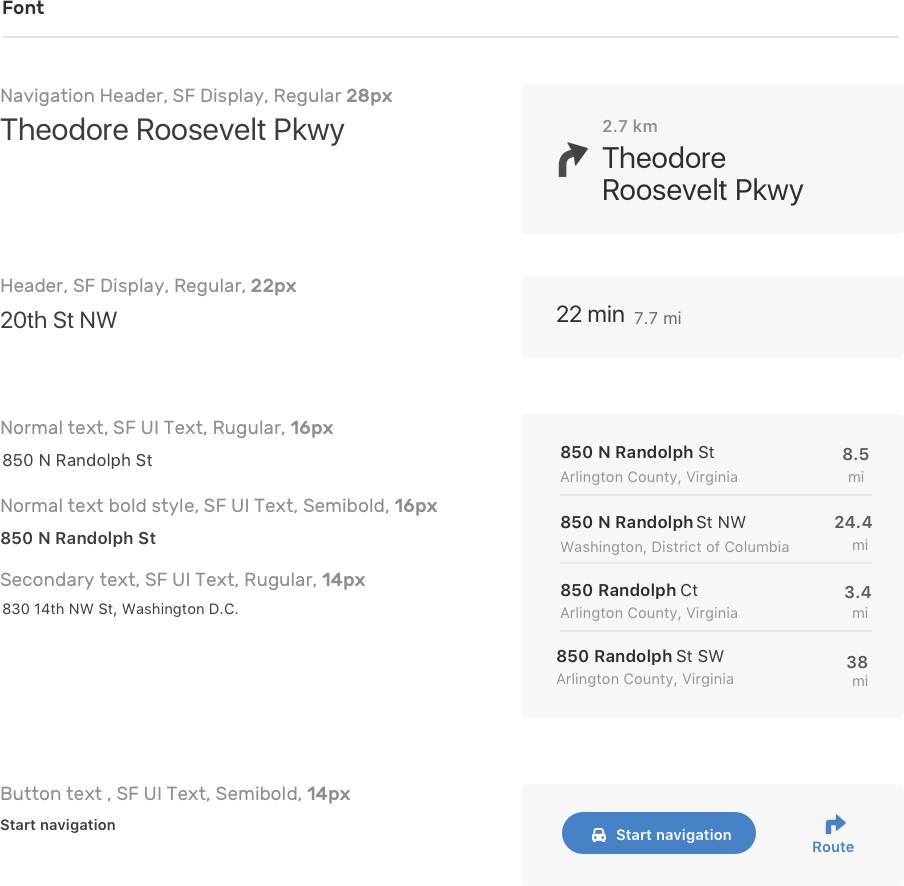 Font
Navigation Header, SF Display, Regular 28px
Theodore Roosevelt Pkwy
2.7 km
Theodore
Roosevelt Pkwy
Header, SF Display, Regular, 22px
20th St NW
22 min 7.7 mi
Normal text, SF UI Text, Rugular, 16px
850 N Randolph St
Normal text bold style, SF UI Text, Semibold, 16px
850 N Randolph St
Secondary text, SF UI Text, Rugular, 14px
830 14th NW St, Washington D.C.
850 N Randolph St 8.5
Arlington County, Virginia mi
850 N Randolph St NW 24.4
Washington, District of Columbia mi
850 Randolph Ct 3.4
Arlington County, Virginia mi
850 Randolph St SW 38
Arlington County, Virginia mi
Button text , SF UI Text, Semibold, 14px
Start navigation
Start navigation
Route